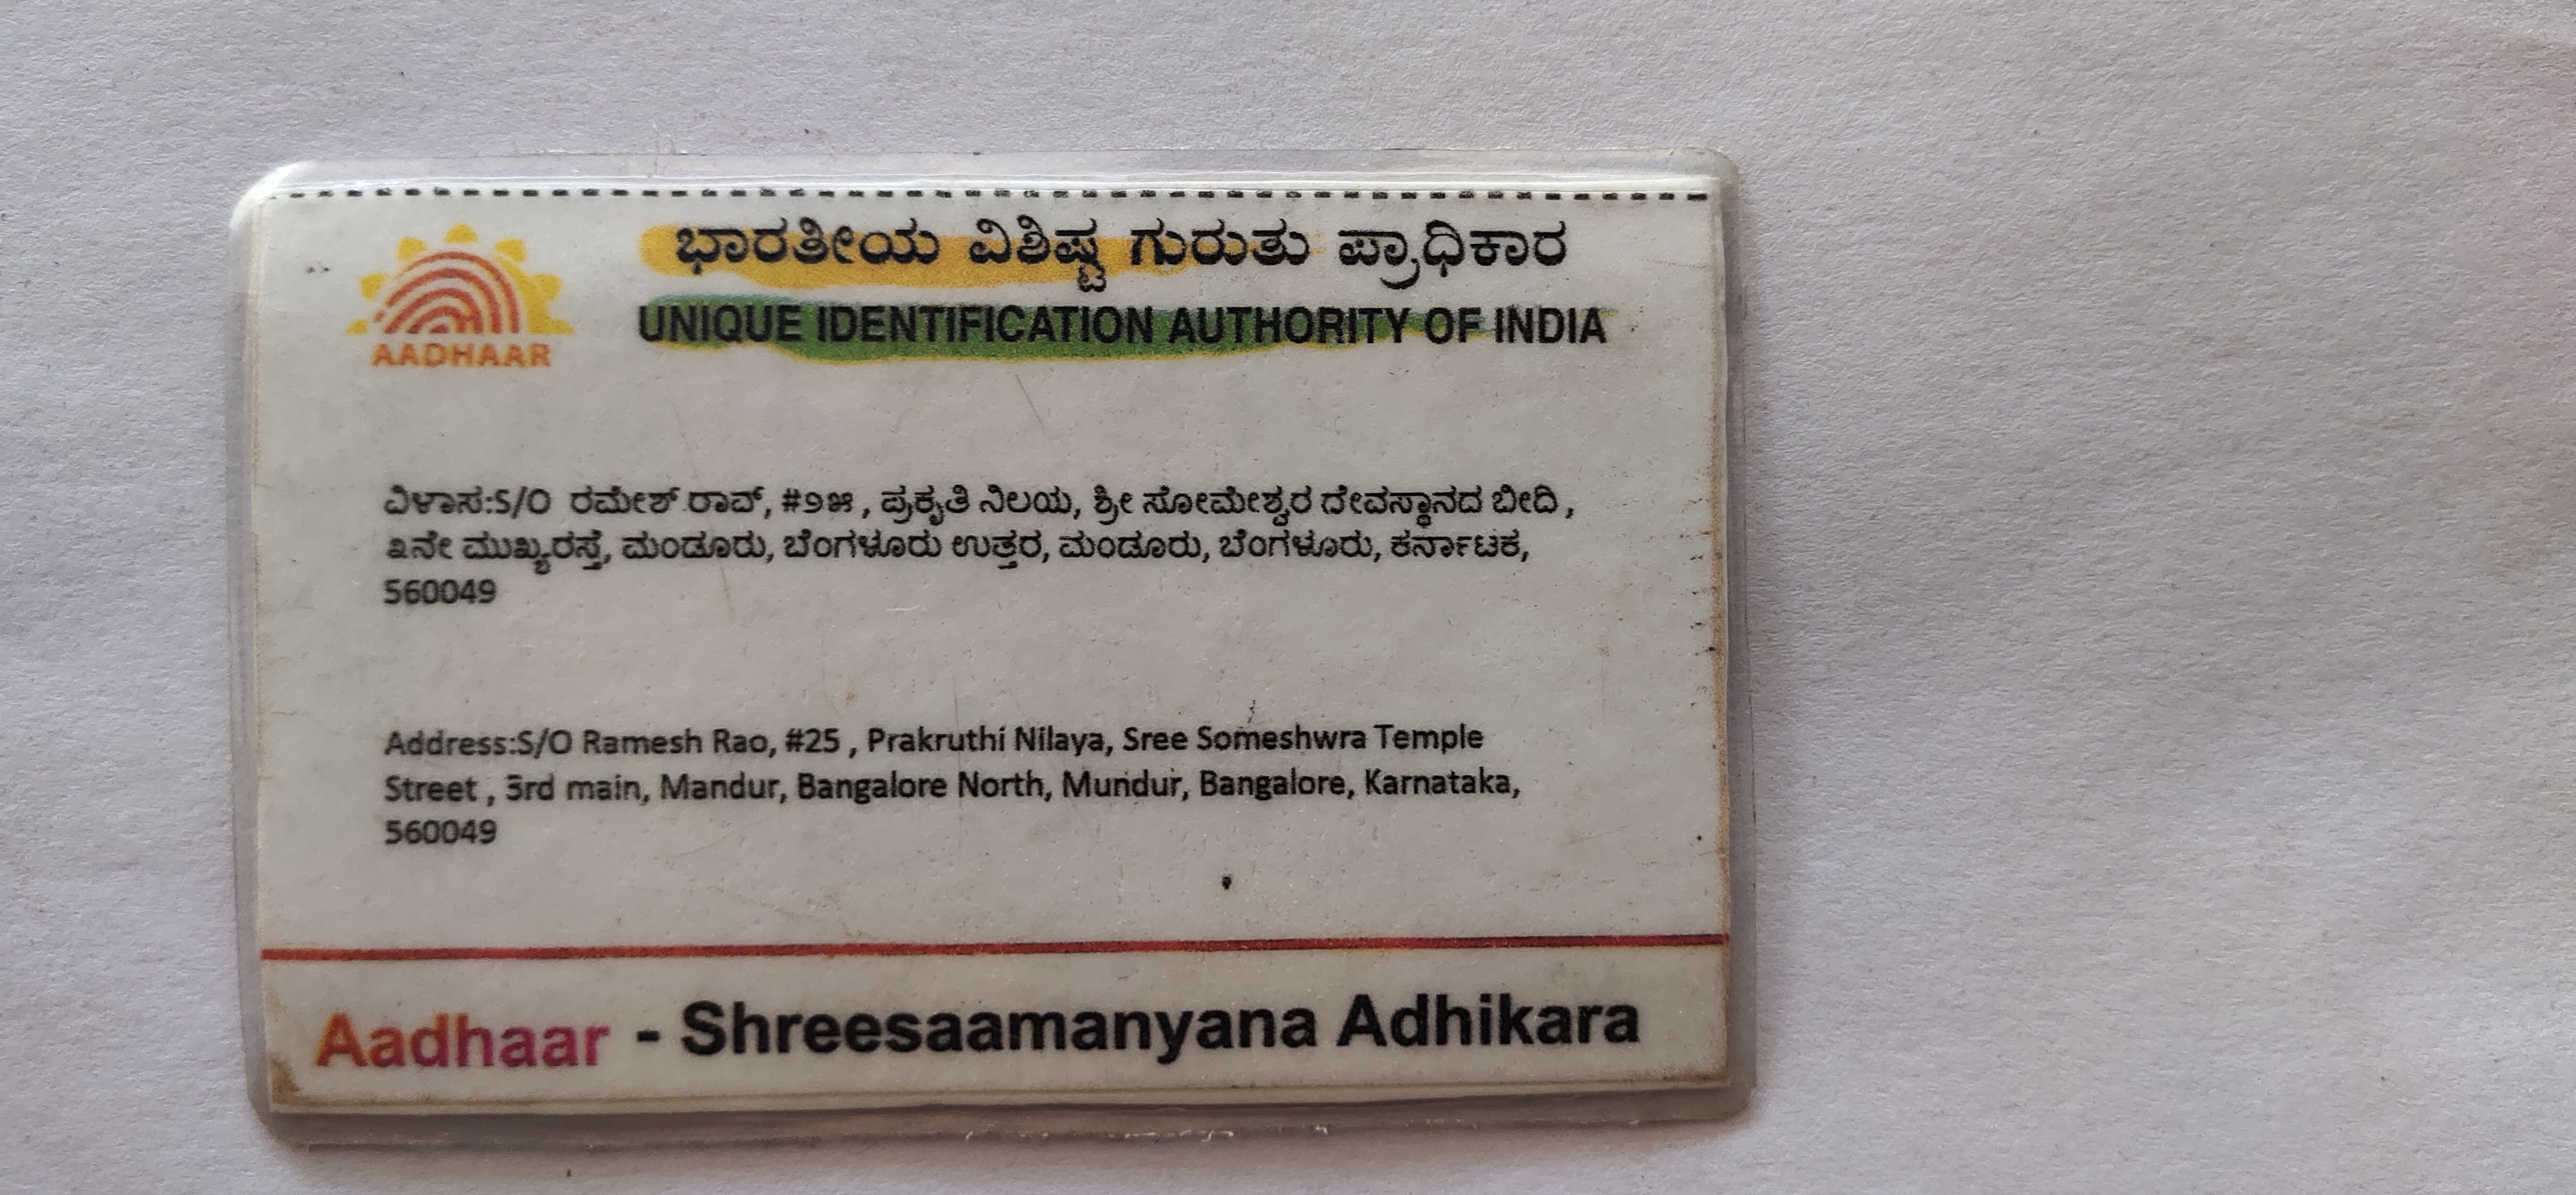 ಭಾರತೀಯ ವಿಶಿಷ್ಟ ಗುರುತು ಪ್ರಾಧಿಕಾರ
UNIQUE IDENTIFICATION AUTHORITY OF INDIA
AADHAAR
ವಿಳಾಸ:S/O ರಮೇಶ್ ರಾವ್, #೨೫ , ಪ್ರಕೃತಿ ನಿಲಯ, ಶ್ರೀ ಸೋಮೇಶ್ವರ ದೇವಸ್ಥಾನದ ಬೀದಿ ,
೩ನೇ ಮುಖ್ಯರಸ್ತೆ, ಮಂಡೂರು, ಬೆಂಗಳೂರು ಉತ್ತರ, ಮಂಡೂರು, ಬೆಂಗಳೂರು, ಕರ್ನಾಟಕ,
560049
Address:S/O Ramesh Rao, #25 , Prakruthi Nilaya, Sree Someshwra Temple
Street , 3rd main, Mandur, Bangalore North, Mundur, Bangalore, Karnataka,
560049
Aadhaar - Shreesaamanyana Adhikara